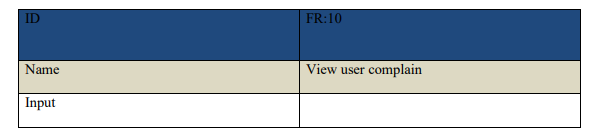 ID FR:10
Name View user complain
Input